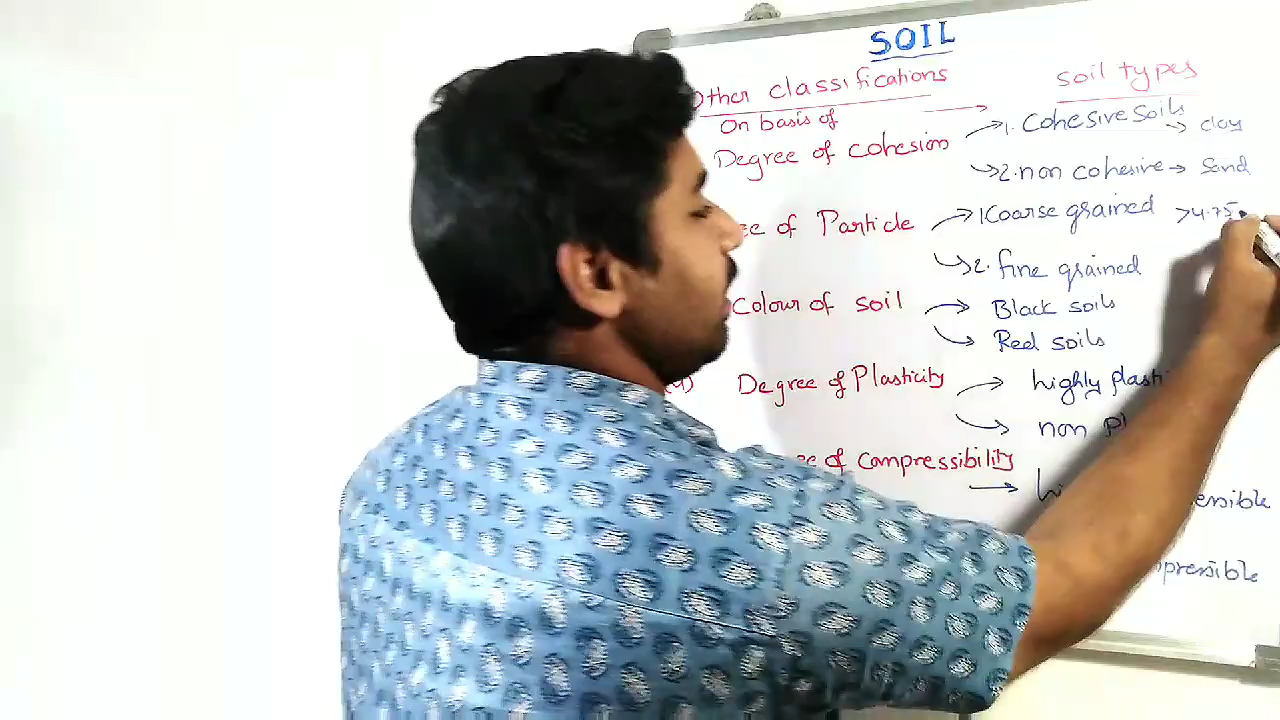 SOIL
Other classifications
soil types
On basis of
Degree of cohesion
1. Cohesive soils
→ clay
2. non cohesive → Sand
of Particle
1. Coarse grained >4.75
2. fine grained
Colour of soil
Black soils
Red soils
Degree of Plasticity
highly
non
of compressibility